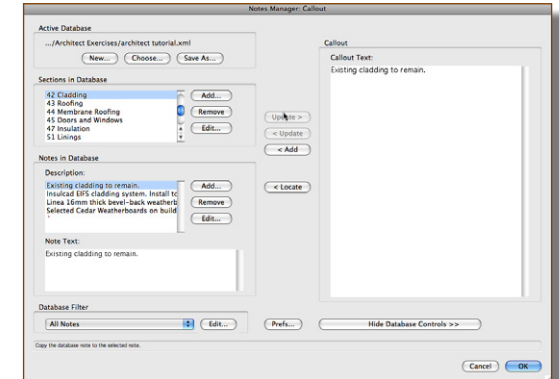 Notes Manager: Callout
Active Database
.../Architect Exercises/architect tutorial.xml
New...
Choose...
Save As...
Sections in Database
42 Cladding
43 Roofing
44 Membrane Roofing
45 Doors and Windows
47 Insulation
51 Linings
Add...
Remove
Edit...
Notes in Database
Description:
Existing cladding to remain.
Insulcad EIFS cladding system. Install to
Linea 16mm thick bevel-back weatherb
Selected Cedar Weatherboards on build
Add...
Remove
Edit...
Note Text:
Existing cladding to remain.
Database Filter
All Notes
Edit...
Update >
< Update
< Add
< Locate
Prefs...
Callout
Callout Text:
Existing cladding to remain.
Hide Database Controls >>
Copy the database note to the selected note.
Cancel
OK